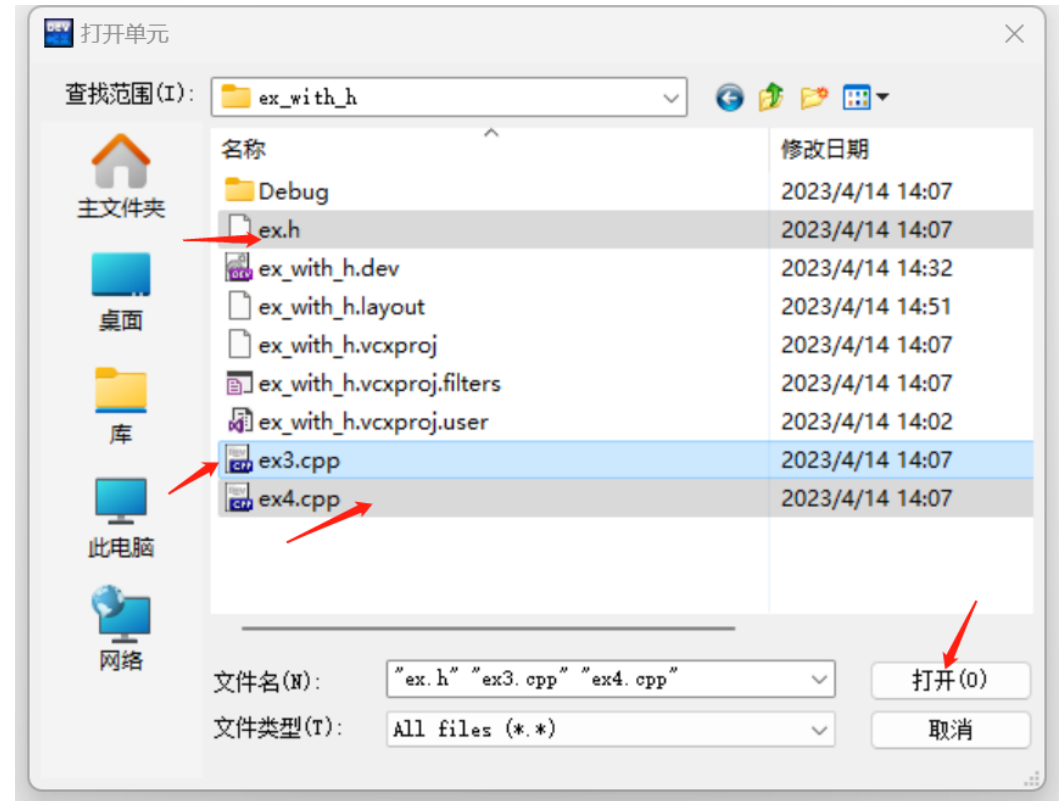 打开单元
查找范围(I): ex_with_h
名称 修改日期
Debug 2023/4/14 14:07
ex.h 2023/4/14 14:07
ex_with_h.dev 2023/4/14 14:32
ex_with_h.layout 2023/4/14 14:51
ex_with_h.vcxproj 2023/4/14 14:07
ex_with_h.vcxproj.filters 2023/4/14 14:07
ex_with_h.vcxproj.user 2023/4/14 14:02
ex3.cpp 2023/4/14 14:07
ex4.cpp 2023/4/14 14:07
主文件夹
桌面
库
此电脑
网络
文件名(N): "ex.h" "ex3.cpp" "ex4.cpp" 打开(O)
文件类型(T): All files (*.*) 取消